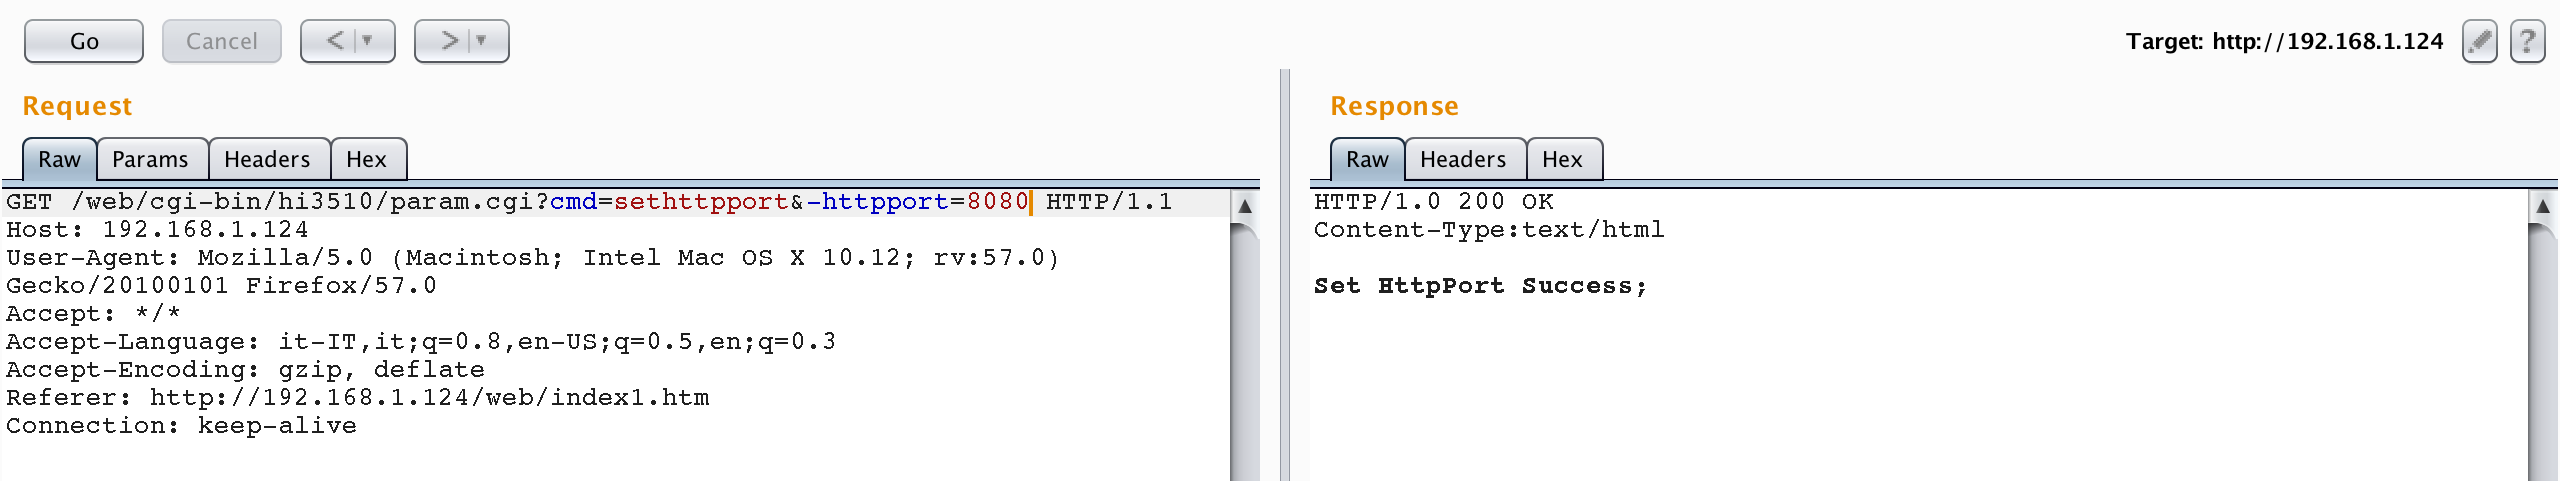 Go Cancel < > Target: http://192.168.1.124 ?
Request
Raw Params Headers Hex
GET /web/cgi-bin/hi3510/param.cgi?cmd=sethttpport&-httpport=8080 HTTP/1.1
Host: 192.168.1.124
User-Agent: Mozilla/5.0 (Macintosh; Intel Mac OS X 10.12; rv:57.0)
Gecko/20100101 Firefox/57.0
Accept: */*
Accept-Language: it-IT,it;q=0.8,en-US;q=0.5,en;q=0.3
Accept-Encoding: gzip, deflate
Referer: http://192.168.1.124/web/index1.htm
Connection: keep-alive
Response
Raw Headers Hex
HTTP/1.0 200 OK
Content-Type:text/html
Set HttpPort Success;